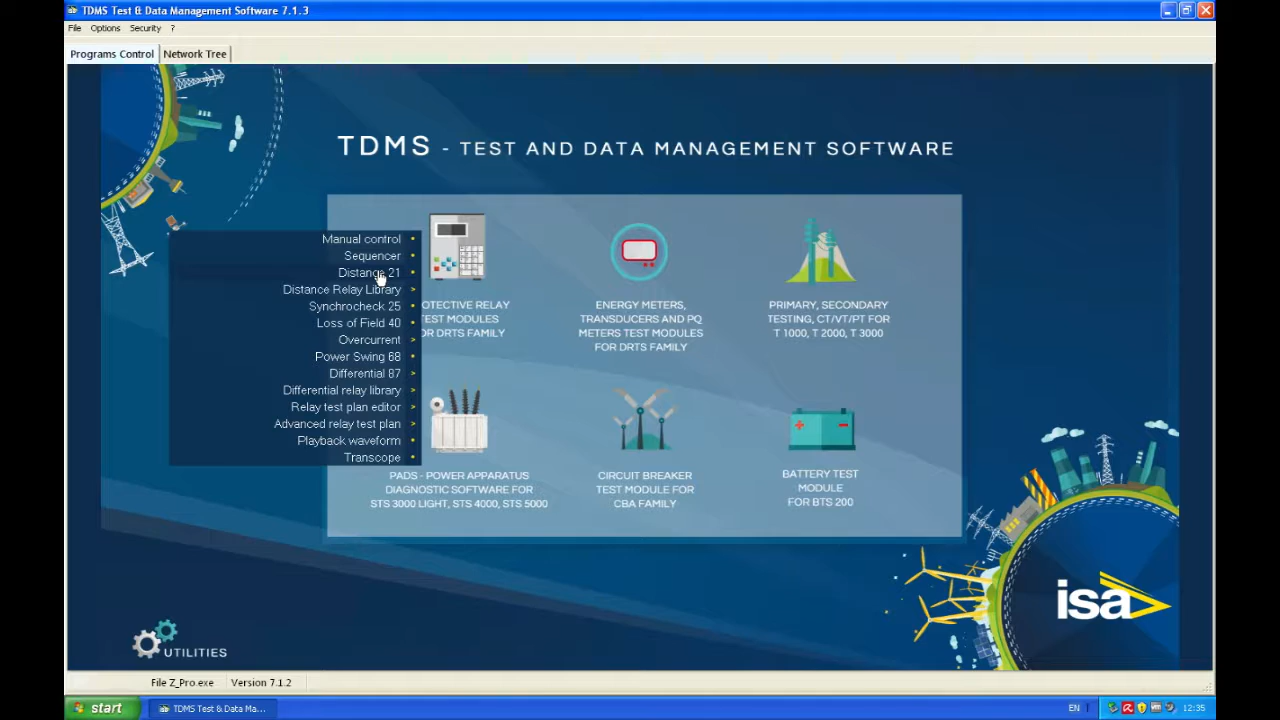 TDMS Test & Data Management Software 7.1.3
File Options Security ?
Programs Control Network Tree
TDMS - TEST AND DATA MANAGEMENT SOFTWARE
Manual control
Sequencer
Distance 21
Distance Relay Library >
Synchrocheck 25
Loss of Field 40
Overcurrent >
Power Swing 68
Differential 87 >
Differential relay library >
Relay test plan editor >
Advanced relay test plan >
Playback waveform
Transcope
OTECTIVE RELAY
EST MODULES
OR DRTS FAMILY
ENERGY METERS,
TRANSDUCERS AND PQ
METERS TEST MODULES
FOR DRTS FAMILY
PRIMARY, SECONDARY
TESTING, CT/VT/PT FOR
T 1000, T 2000, T 3000
PADS - POWER APPARATUS
DIAGNOSTIC SOFTWARE FOR
STS 3000 LIGHT, STS 4000, STS 5000
CIRCUIT BREAKER
TEST MODULE FOR
CBA FAMILY
BATTERY TEST
MODULE
FOR BTS 200
isa
UTILITIES
File Z_Pro.exe Version 7.1.2
start TDMS Test & Data Ma... EN 12:35